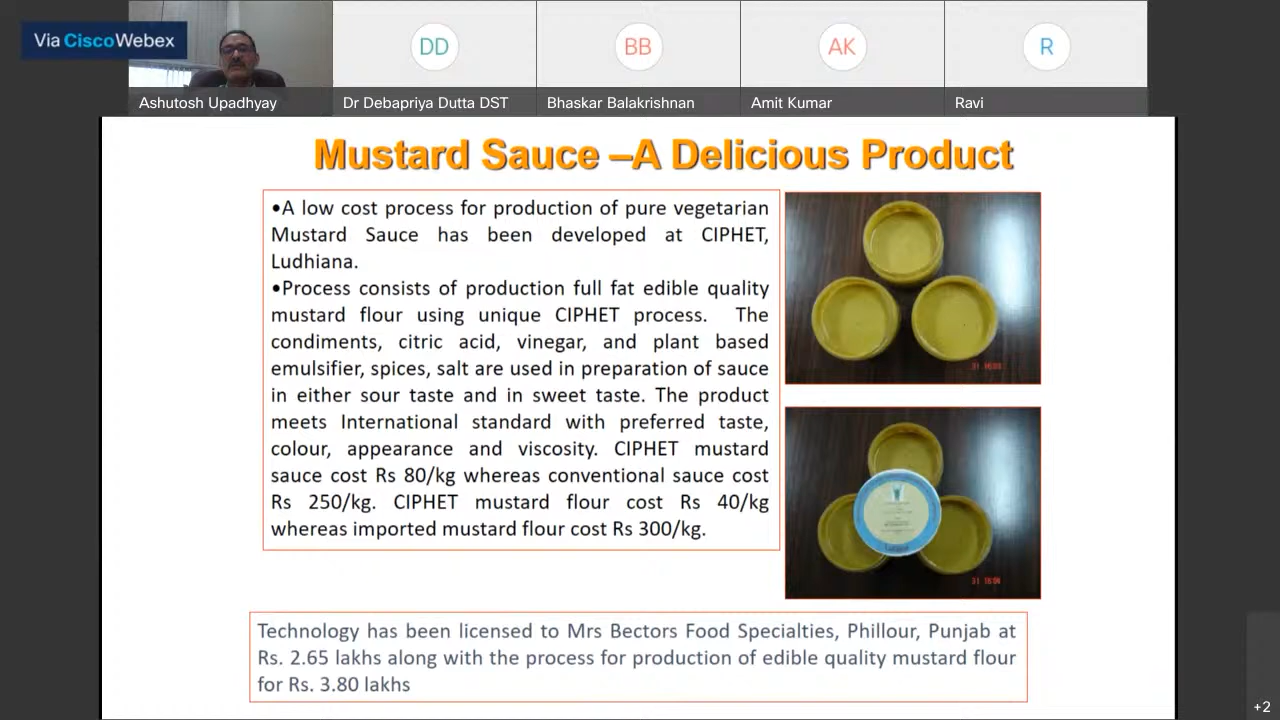 Via CiscoWebex
DD
BB
AK
R
Ashutosh Upadhyay
Dr Debapriya Dutta DST
Bhaskar Balakrishnan
Amit Kumar
Ravi
Mustard Sauce –A Delicious Product
•A low cost process for production of pure vegetarian
Mustard Sauce has been developed at CIPHET,
Ludhiana.
•Process consists of production full fat edible quality
mustard flour using unique CIPHET process. The
condiments, citric acid, vinegar, and plant based
emulsifier, spices, salt are used in preparation of sauce
in either sour taste and in sweet taste. The product
meets International standard with preferred taste,
colour, appearance and viscosity. CIPHET mustard
sauce cost Rs 80/kg whereas conventional sauce cost
Rs 250/kg. CIPHET mustard flour cost Rs 40/kg
whereas imported mustard flour cost Rs 300/kg.
Technology has been licensed to Mrs Bectors Food Specialties, Phillour, Punjab at
Rs. 2.65 lakhs along with the process for production of edible quality mustard flour
for Rs. 3.80 lakhs
+2